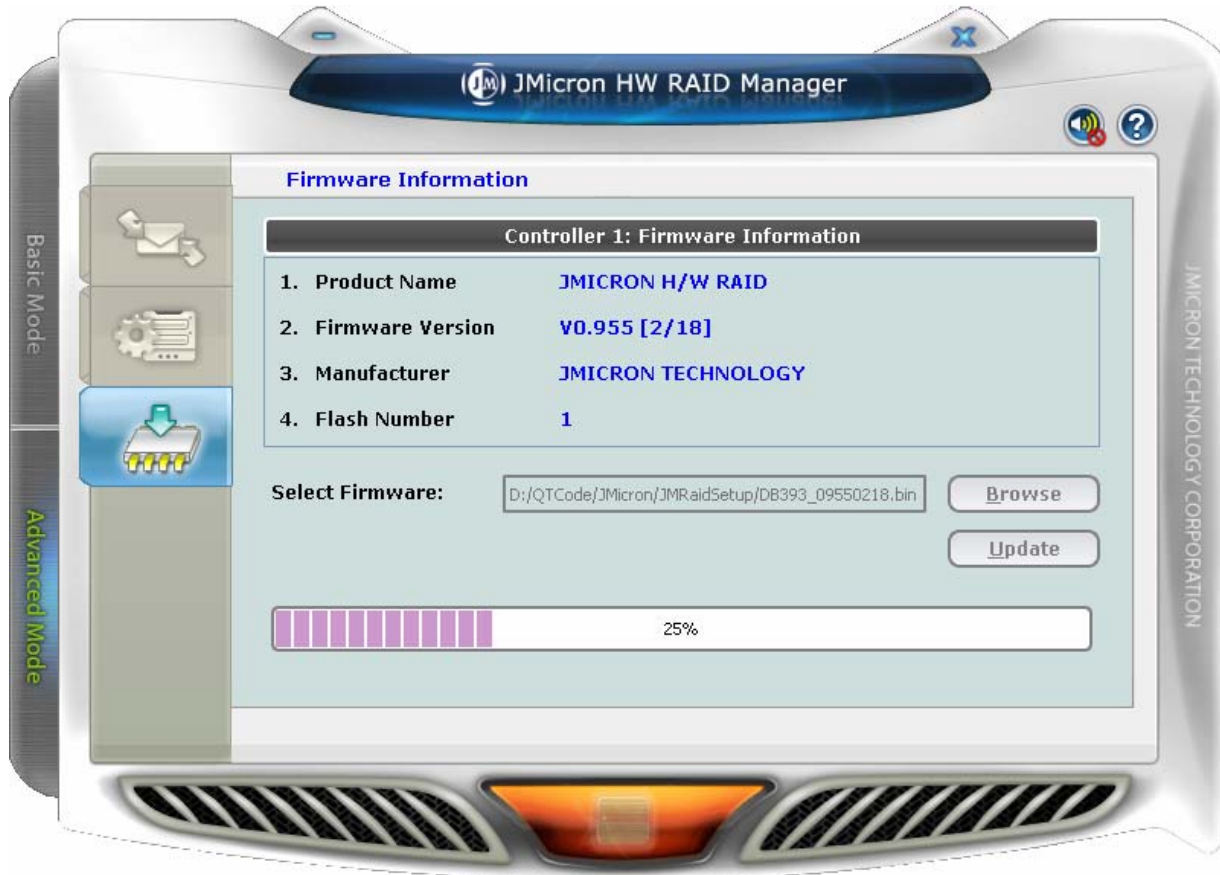 JM JMicron HW RAID Manager
Basic Mode
Advanced Mode
Firmware Information
Controller 1: Firmware Information
1. Product Name JMICRON H/W RAID
2. Firmware Version V0.955 [2/18]
3. Manufacturer JMICRON TECHNOLOGY
4. Flash Number 1
Select Firmware: D:/QTCode/JMicron/JMRaidSetup/DB393_09550218.bin Browse
Update
25%
JMICRON TECHNOLOGY CORPORATION